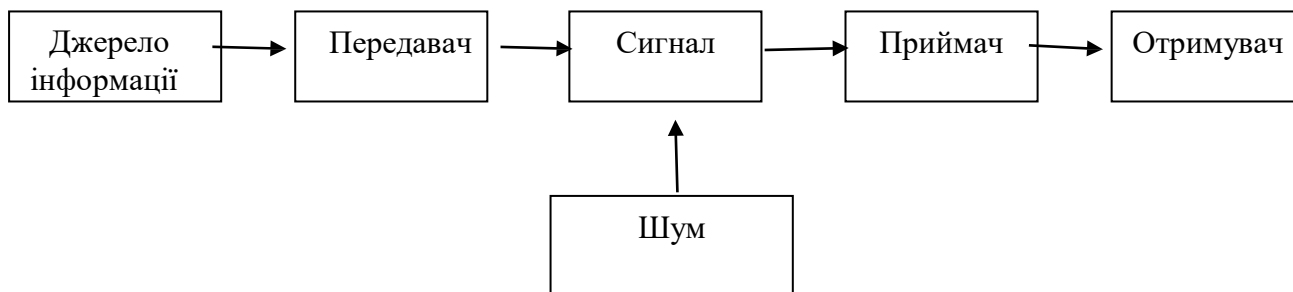 Джерело
інформації
Передавач
Сигнал
Приймач
Отримувач
Шум